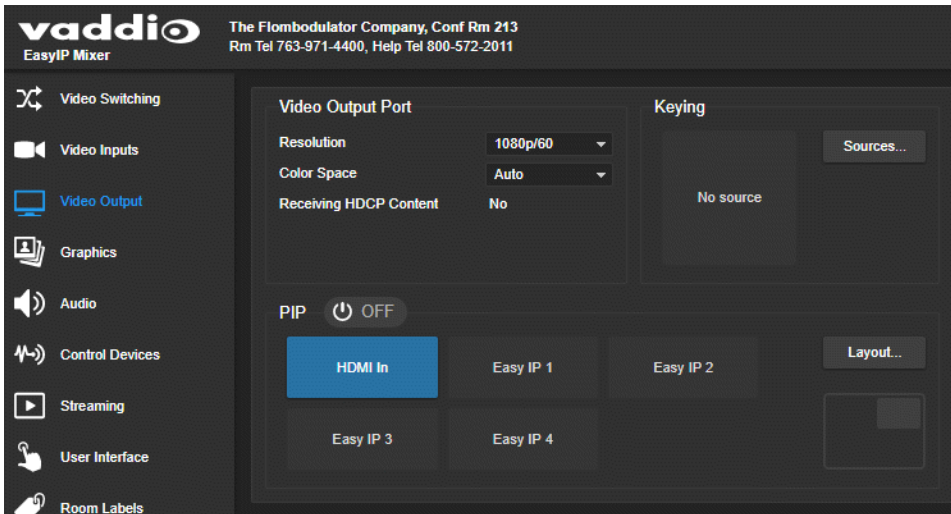 vaddio
EasyIP Mixer
The Flombodulator Company, Conf Rm 213
Rm Tel 763-971-4400, Help Tel 800-572-2011
Video Switching
Video Inputs
Video Output
Graphics
Audio
Control Devices
Streaming
User Interface
Room Labels
Video Output Port
Resolution 1080p/60
Color Space Auto
Receiving HDCP Content No
Keying
No source
Sources...
PIP OFF
HDMI In Easy IP 1 Easy IP 2
Easy IP 3 Easy IP 4
Layout...